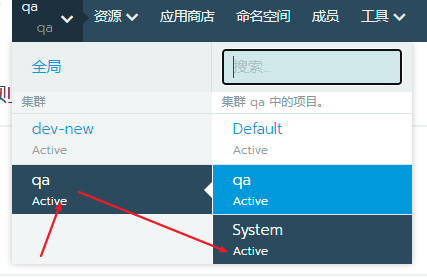 qa
qa
资源 应用商店 命名空间 成员 工具
全局
搜索...
集群
集群 qa 中的项目。
dev-new
Active
Default
Active
qa
Active
qa
Active
System
Active